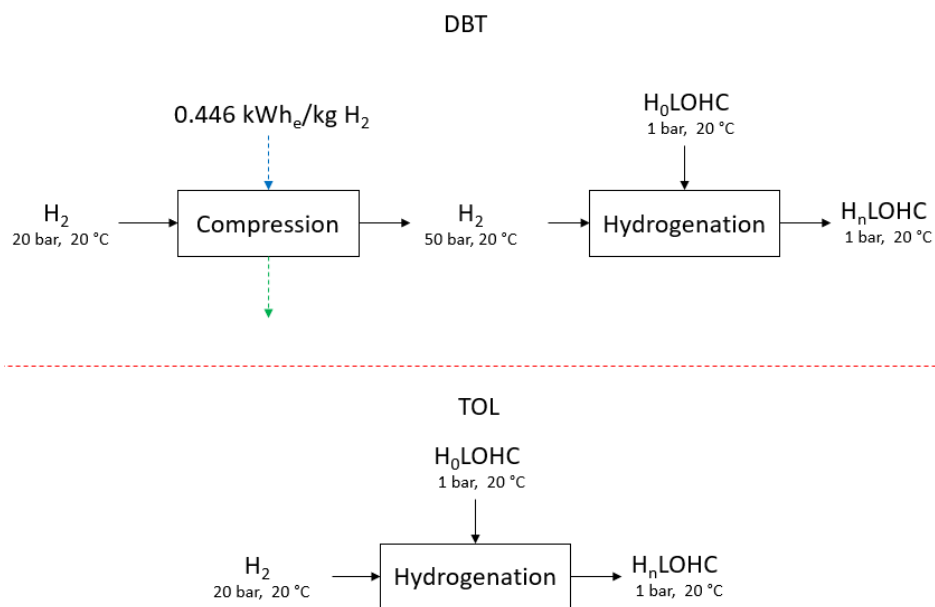 DBT
0.446 kWhₑ/kg H₂
H₀LOHC
1 bar, 20 °C
H₂
20 bar, 20 °C
Compression
H₂
50 bar, 20 °C
Hydrogenation
HₙLOHC
1 bar, 20 °C
TOL
H₀LOHC
1 bar, 20 °C
H₂
20 bar, 20 °C
Hydrogenation
HₙLOHC
1 bar, 20 °C